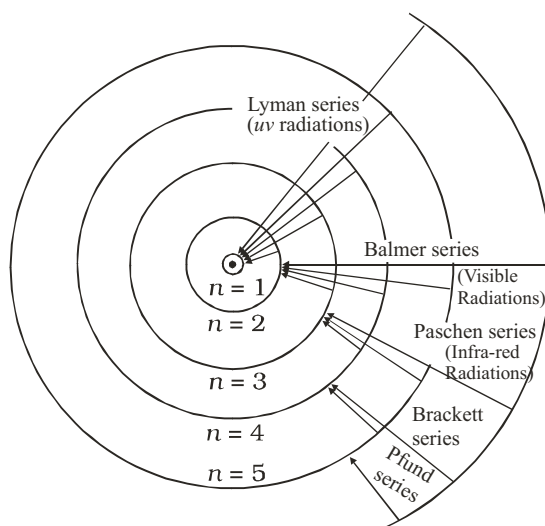 Lyman series
(uv radiations)
Balmer series
(Visible
Radiations)
n = 1
n = 2
Paschen series
(Infra-red
Radiations)
n = 3
Brackett
series
n = 4
Pfund
series
n = 5